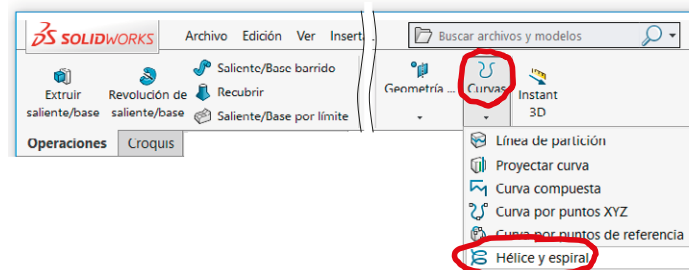 SOLIDWORKS Archivo Edición Ver Insert Buscar archivos y modelos
Extruir saliente/base
Revolución de saliente/base
Saliente/Base barrido
Recubrir
Saliente/Base por límite
Geometría ...
Curvas
Instant 3D
Operaciones Croquis
Línea de partición
Proyectar curva
Curva compuesta
Curva por puntos XYZ
Curva por puntos de referencia
Hélice y espiral